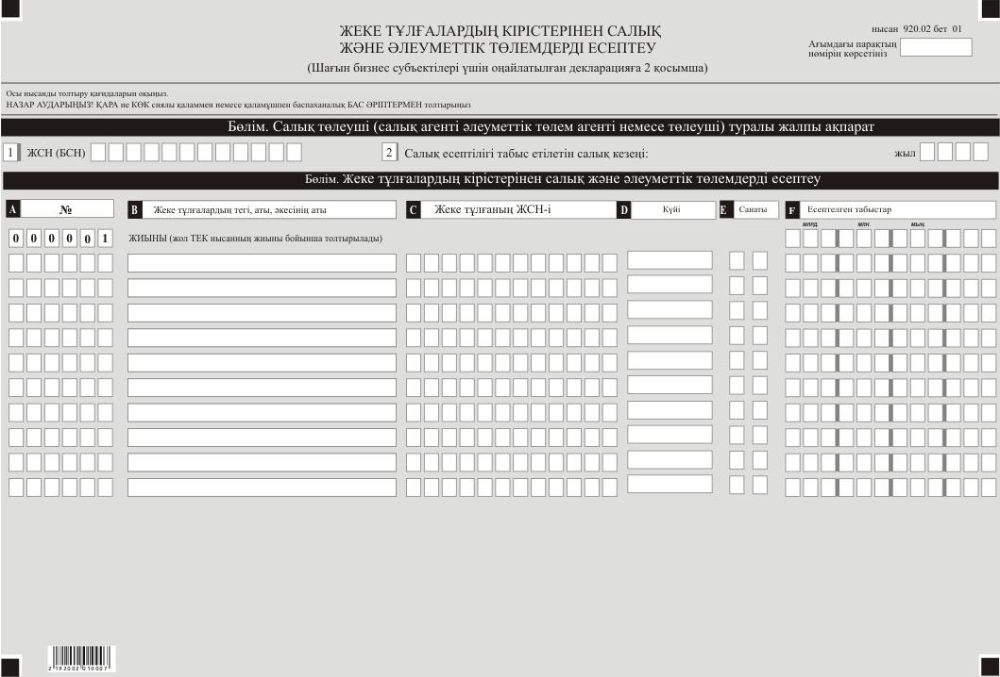 ЖЕКЕ ТҰЛҒАЛАРДЫҢ КІРІСТЕРІНЕН САЛЫҚ
ЖӘНЕ ӘЛЕУМЕТТІК ТӨЛЕМДЕРДІ ЕСЕПТЕУ
(Шағын бизнес субъектілері үшін оңайлатылған декларацияға 2 қосымша)
нысан 920.02 бет 01
Ағымдағы парақтың
нөмірін көрсетініз
Осы нысанды толтыру қағидаларын оқыңыз.
НАЗАР АУДАРЫҢЫЗ! ҚАРА не КӨК сиялы қаламмен немесе қаламұшпен баспаханалық БАС ӘРІПТЕРМЕН толтырыңыз
Бөлім. Салық төлеуші (салық агенті әлеуметтік төлем агенті немесе төлеуші) туралы жалпы ақпарат
1 ЖСН (БСН) 2 Салық есептілігі табыс етілетін салық кезеңі: жыл
Бөлім. Жеке тұлғалардың кірістерінен салық және әлеуметтік төлемдерді есептеу
A № B Жеке тұлғалардың тегі, аты, әкесінің аты C Жеке тұлғаның ЖСН-і D Күйі E Санаты F Есептелген табыстар
млрд. млн. мың.
0 0 0 0 0 1 ЖИЫНЫ (жол ТЕК нысанның жиыны бойынша толтырылады)
2 192002 010007